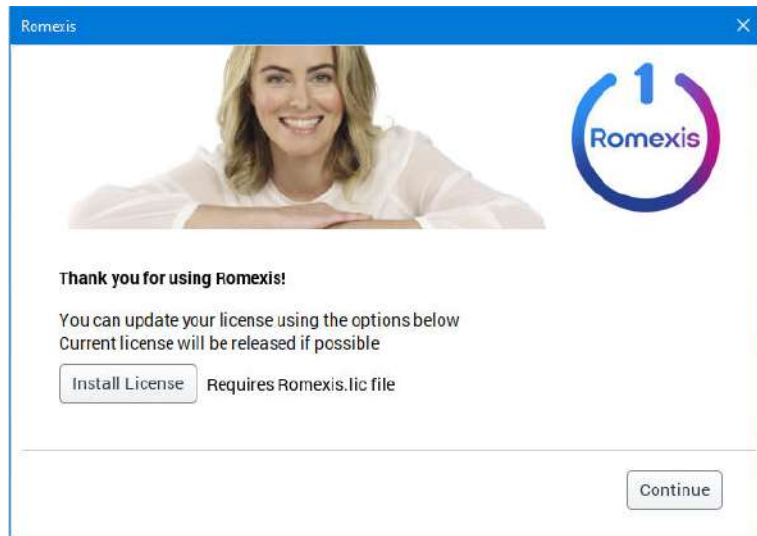 Romexis
1
Romexis
Thank you for using Romexis!
You can update your license using the options below
Current license will be released if possible
Install License Requires Romexis.lic file
Continue